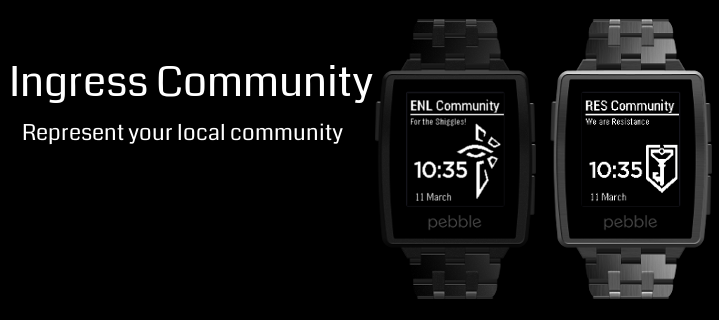 Ingress Community
Represent your local community
ENL Community
For the Shiggles!
10:35
11 March
pebble
RES Community
We are Resistance
10:35
11 March
pebble